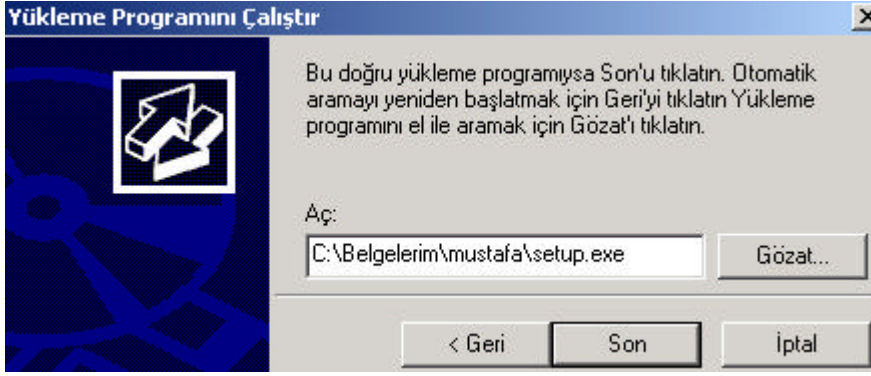 Yükleme Programını Çalıştır
Bu doğru yükleme programıysa Son'u tıklatın. Otomatik
aramayı yeniden başlatmak için Geri'yi tıklatın Yükleme
programını el ile aramak için Gözat'ı tıklatın.
Aç:
C:\Belgelerim\mustafa\setup.exe
Gözat...
< Geri
Son
İptal